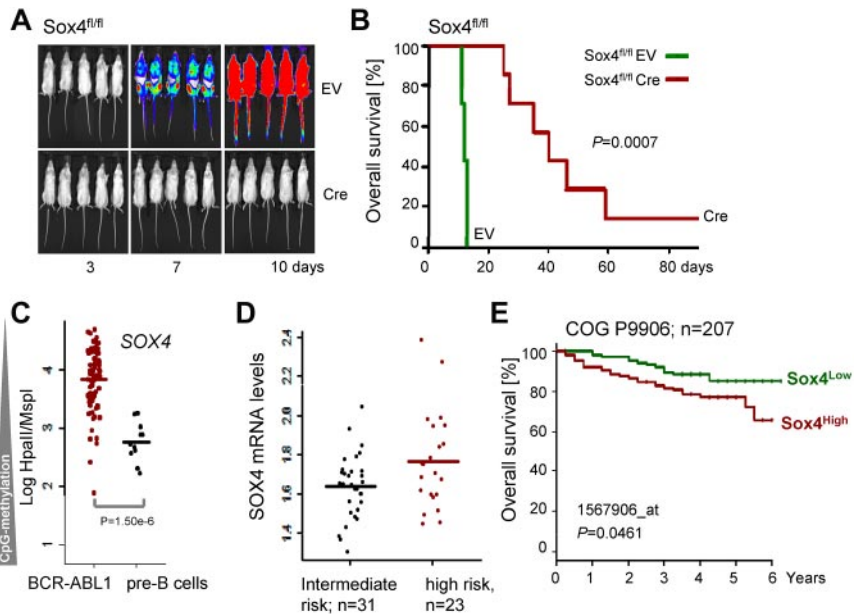 A
Sox4fl/fl
EV
Cre
3 7 10 days
B
Sox4fl/fl
Overall survival [%]
100
80
60
40
20
0
0 20 40 60 80 days
Sox4fl/fl EV
Sox4fl/fl Cre
P=0.0007
EV
Cre
C
SOX4
CpG-methylation
Log HpaII/MspI
4
3
2
1
P=1.50e-6
BCR-ABL1 pre-B cells
D
SOX4 mRNA levels
2.4
2.2
1.8
1.6
1.4
Intermediate
risk; n=31
high risk,
n=23
E
COG P9906; n=207
Overall survival [%]
100
80
60
40
20
0
Sox4Low
Sox4High
1567906_at
P=0.0461
0 1 2 3 4 5 6 Years